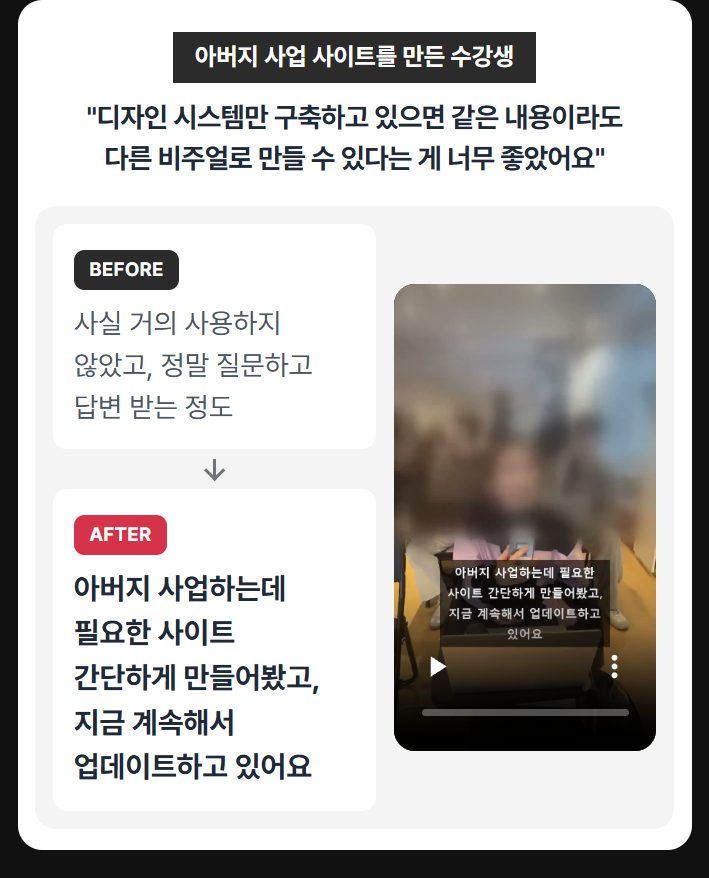 아버지 사업 사이트를 만든 수강생
"디자인 시스템만 구축하고 있으면 같은 내용이라도
다른 비주얼로 만들 수 있다는 게 너무 좋았어요"
BEFORE
사실 거의 사용하지
않았고, 정말 질문하고
답변 받는 정도
AFTER
아버지 사업하는데
필요한 사이트
간단하게 만들어봤고,
지금 계속해서
업데이트하고 있어요
아버지 사업하는데 필요한
사이트 간단하게 만들어봤고,
지금 계속해서 업데이트하고
있어요